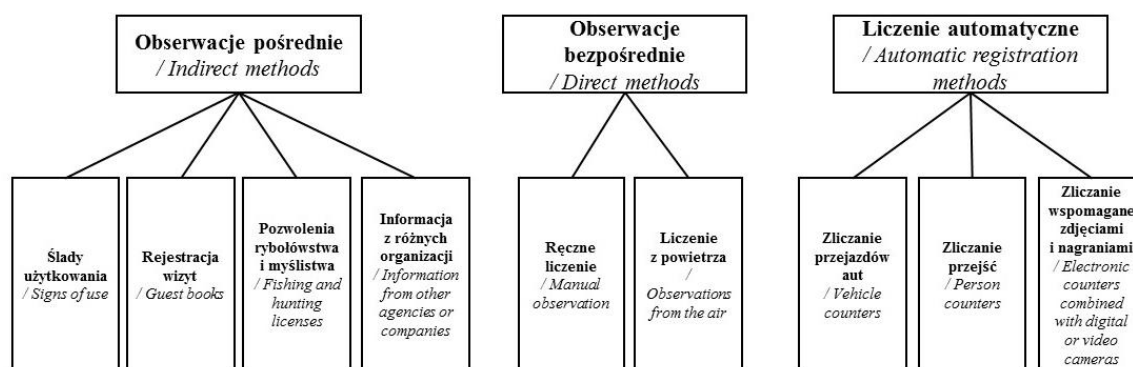 Obserwacje pośrednie
/ Indirect methods
Obserwacje
bezpośrednie
/ Direct methods
Liczenie automatyczne
/ Automatic registration
methods
Ślady
użytkowania
/ Signs of use
Rejestracja
wizyt
/ Guest books
Pozwolenia
rybołówstwa
i myślistwa
/ Fishing and
hunting
licenses
Informacja
z różnych
organizacji
/ Information
from other
agencies or
companies
Ręczne
liczenie
/ Manual
observation
Liczenie
z powietrza
/
Observations
from the air
Zliczanie
przejazdów
aut
/ Vehicle
counters
Zliczanie
przejść
/ Person
counters
Zliczanie
wspomagane
zdjęciami
i nagraniami
/ Electronic
counters
combined
with digital
or video
cameras